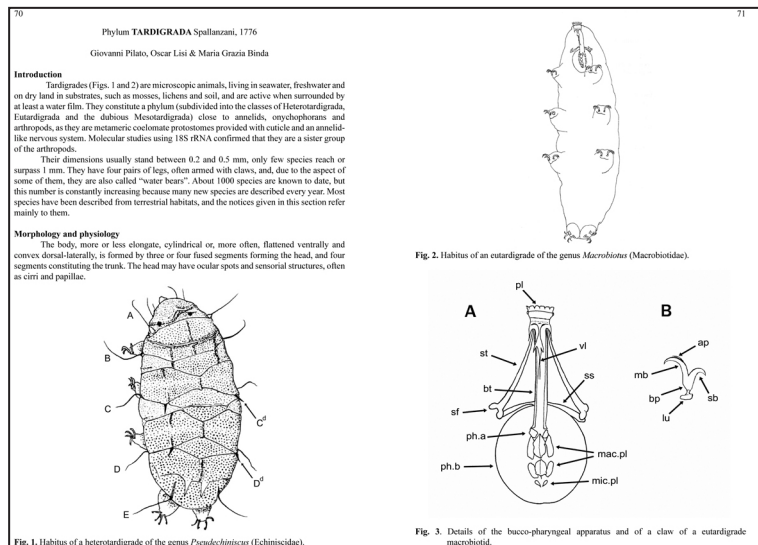 70
Phylum TARDIGRADA Spallanzani, 1776
Giovanni Pilato, Oscar Lisi & Maria Grazia Binda
Introduction
Tardigrades (Figs. 1 and 2) are microscopic animals, living in seawater, freshwater and
on dry land in substrates, such as mosses, lichens and soil, and are active when surrounded by
at least a water film. They constitute a phylum (subdivided into the classes of Heterotardigrada,
Eutardigrada and the dubious Mesotardigrada) close to annelids, onychophorans and
arthropods, as they are metameric coelomate protostomes provided with cuticle and an annelid-
like nervous system. Molecular studies using 18S rRNA confirmed that they are a sister group
of the arthropods.
Their dimensions usually stand between 0.2 and 0.5 mm, only few species reach or
surpass 1 mm. They have four pairs of legs, often armed with claws, and, due to the aspect of
some of them, they are also called “water bears”. About 1000 species are known to date, but
this number is constantly increasing because many new species are described every year. Most
species have been described from terrestrial habitats, and the notices given in this section refer
mainly to them.
Morphology and physiology
The body, more or less elongate, cylindrical or, more often, flattened ventrally and
convex dorsal-laterally, is formed by three or four fused segments forming the head, and four
segments constituting the trunk. The head may have ocular spots and sensorial structures, often
as cirri and papillae.
A
B
C
C^d
D
D^d
E
Fig. 1. Habitus of a heterotardigrade of the genus Pseudechiniscus (Echiniscidae).
71
Fig. 2. Habitus of an eutardigrade of the genus Macrobiotus (Macrobiotidae).
A
pl
st
vl
bt
ss
sf
ph.a
mac.pl
ph.b
mic.pl
B
ap
mb
bp
sb
lu
Fig. 3. Details of the bucco-pharyngeal apparatus and of a claw of a eutardigrade
macrobiotid.